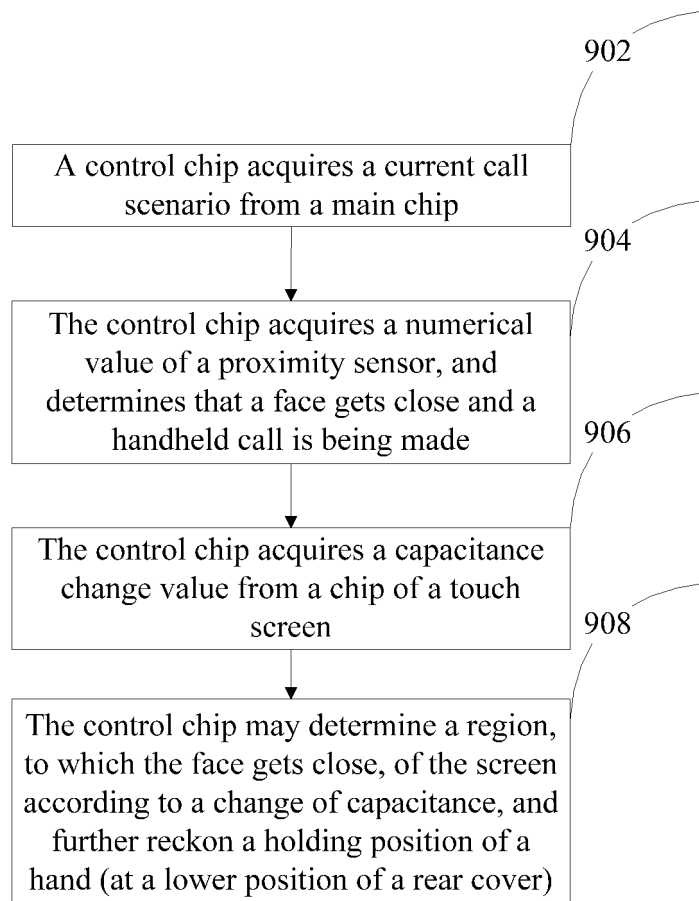 902
A control chip acquires a current call
scenario from a main chip
904
The control chip acquires a numerical
value of a proximity sensor, and
determines that a face gets close and a
handheld call is being made
906
The control chip acquires a capacitance
change value from a chip of a touch
screen
908
The control chip may determine a region,
to which the face gets close, of the screen
according to a change of capacitance, and
further reckon a holding position of a
hand (at a lower position of a rear cover)